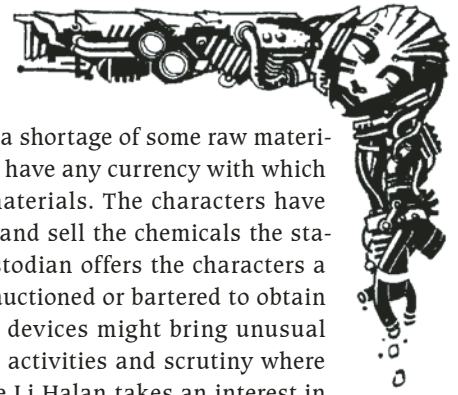 a shortage of some raw materi-
have any currency with which
aterials. The characters have
and sell the chemicals the sta-
stodian offers the characters a
auctioned or bartered to obtain
devices might bring unusual
activities and scrutiny where
Li Halan takes an interest in